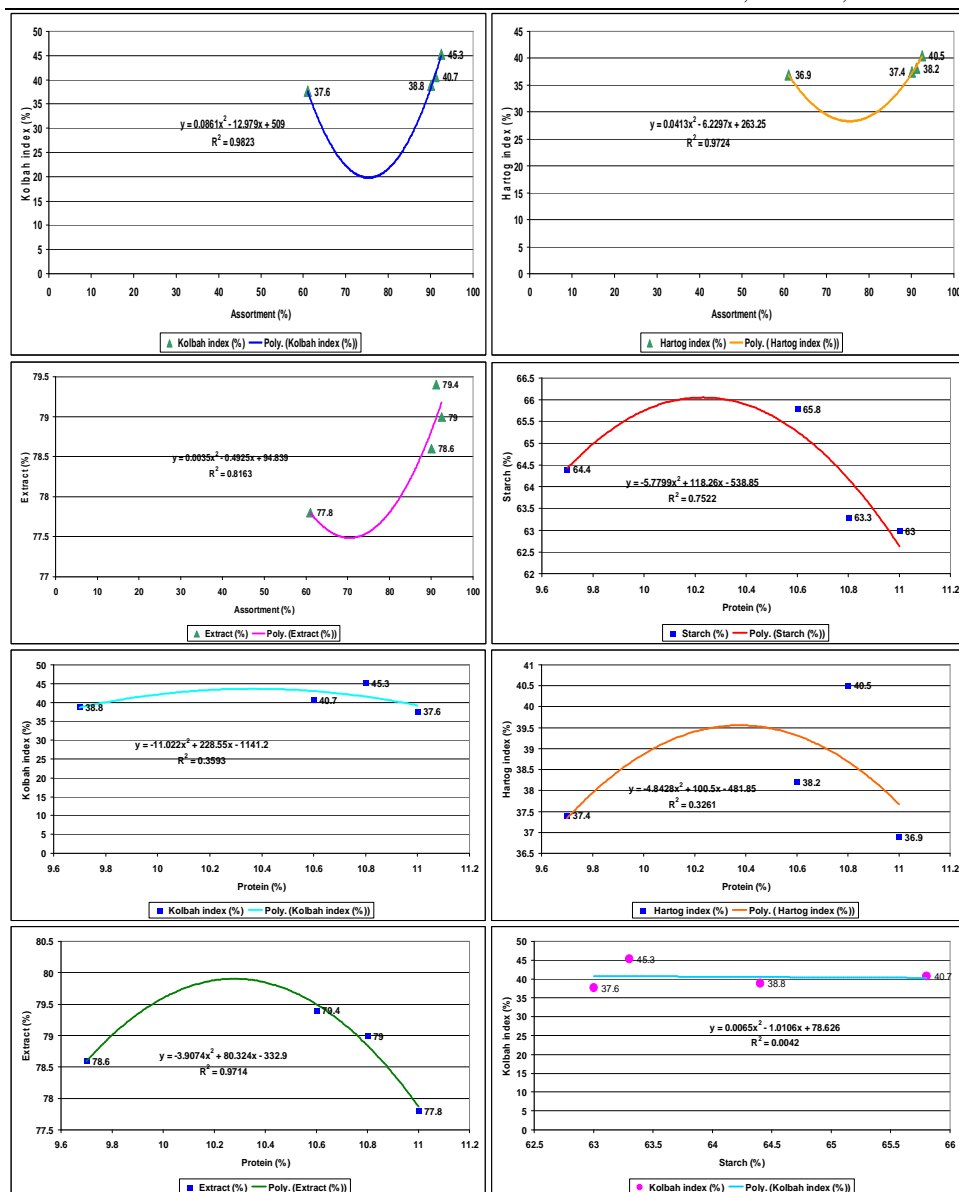 50
45
40
35
30
25
20
15
10
5
0
Kolbah index (%)
37.6
38.8
40.7
45.3
y = 0.0861x² - 12.979x + 509
R² = 0.9823
0 10 20 30 40 50 60 70 80 90 100
Assortment (%)
Kolbah index (%) Poly. (Kolbah index (%))
45
40
35
30
25
20
15
10
5
0
Hartog index (%)
36.9
37.4
38.2
40.5
y = 0.0413x² - 6.2297x + 263.25
R² = 0.9724
0 10 20 30 40 50 60 70 80 90 100
Assortment (%)
Hartog index (%) Poly. ( Hartog index (%))
79.5
79
78.5
78
77.5
77
Extract (%)
77.8
78.6
79.4
79
y = 0.0035x² - 0.4925x + 94.839
R² = 0.8163
0 10 20 30 40 50 60 70 80 90 100
Assortment (%)
Extract (%) Poly. (Extract (%))
66.5
66
65.5
65
64.5
64
63.5
63
62.5
62
Starch (%)
64.4
65.8
63.3
63
y = -5.7799x² + 118.26x - 538.85
R² = 0.7522
9.6 9.8 10 10.2 10.4 10.6 10.8 11 11.2
Protein (%)
Starch (%) Poly. (Starch (%))
50
45
40
35
30
25
20
15
10
5
0
Kolbah index (%)
38.8
40.7
45.3
37.6
y = -11.022x² + 228.55x - 1141.2
R² = 0.3593
9.6 9.8 10 10.2 10.4 10.6 10.8 11 11.2
Protein (%)
Kolbah index (%) Poly. (Kolbah index (%))
41
40.5
40
39.5
39
38.5
38
37.5
37
36.5
Hartog index (%)
37.4
38.2
40.5
36.9
y = -4.8428x² + 100.5x - 481.85
R² = 0.3261
9.6 9.8 10 10.2 10.4 10.6 10.8 11 11.2
Protein (%)
Hartog index (%) Poly. ( Hartog index (%))
80.5
80
79.5
79
78.5
78
77.5
Extract (%)
78.6
79.4
79
77.8
y = -3.9074x² + 80.324x - 332.9
R² = 0.9714
9.6 9.8 10 10.2 10.4 10.6 10.8 11 11.2
Protein (%)
Extract (%) Poly. (Extract (%))
50
45
40
35
30
25
20
15
10
5
0
Kolbah index (%)
37.6
45.3
38.8
40.7
y = 0.0065x² - 1.0106x + 78.626
R² = 0.0042
62.5 63 63.5 64 64.5 65 65.5 66
Starch (%)
Kolbah index (%) Poly. (Kolbah index (%))